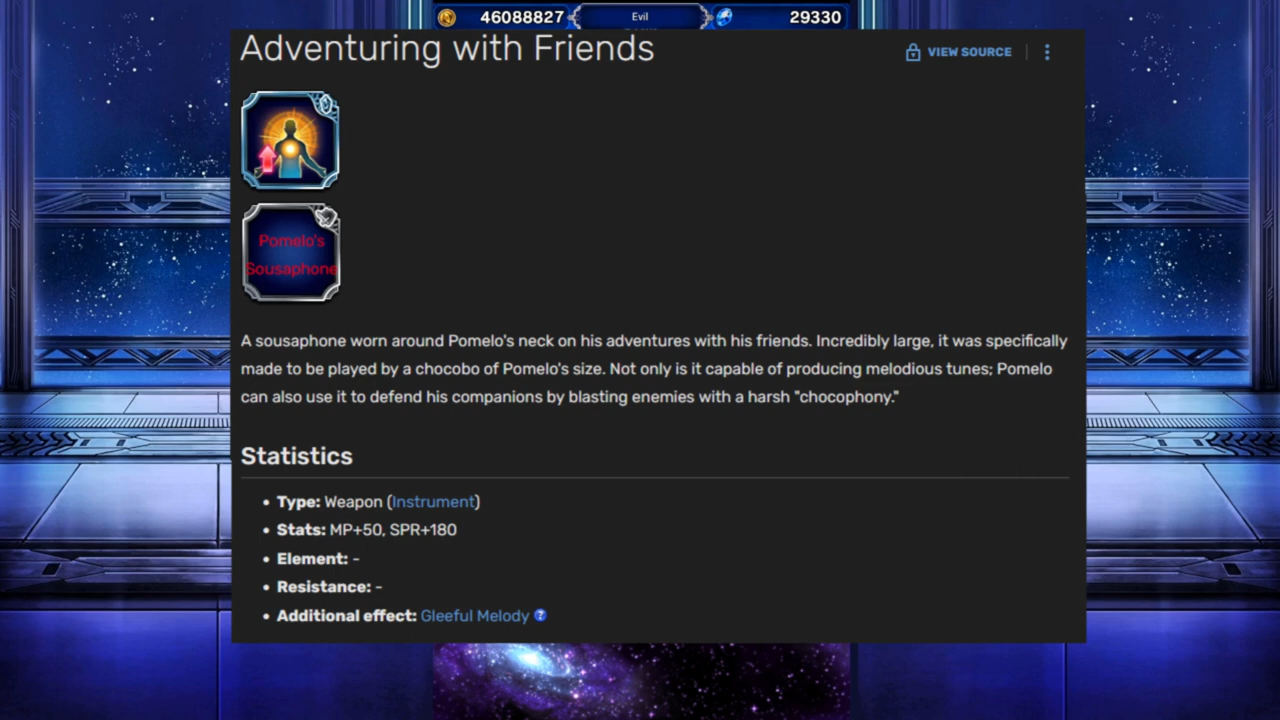 46088827
Evil
29330
Adventuring with Friends
VIEW SOURCE
Pomelo's
Sousaphone
A sousaphone worn around Pomelo's neck on his adventures with his friends. Incredibly large, it was specifically
made to be played by a chocobo of Pomelo's size. Not only is it capable of producing melodious tunes; Pomelo
can also use it to defend his companions by blasting enemies with a harsh "chocophony."
Statistics
• Type: Weapon (Instrument)
• Stats: MP+50, SPR+180
• Element: -
• Resistance: -
• Additional effect: Gleeful Melody ?